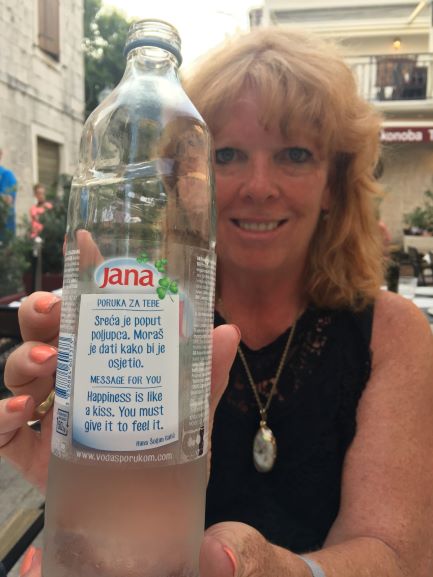 konoba
Jana
PORUKA ZA TEBE
Sreća je poput
poljupca. Moraš
je dati kako bi je
osjetio.
MESSAGE FOR YOU
Happiness is like
a kiss. You must
give it to feel it.
www.vodasporukom.com